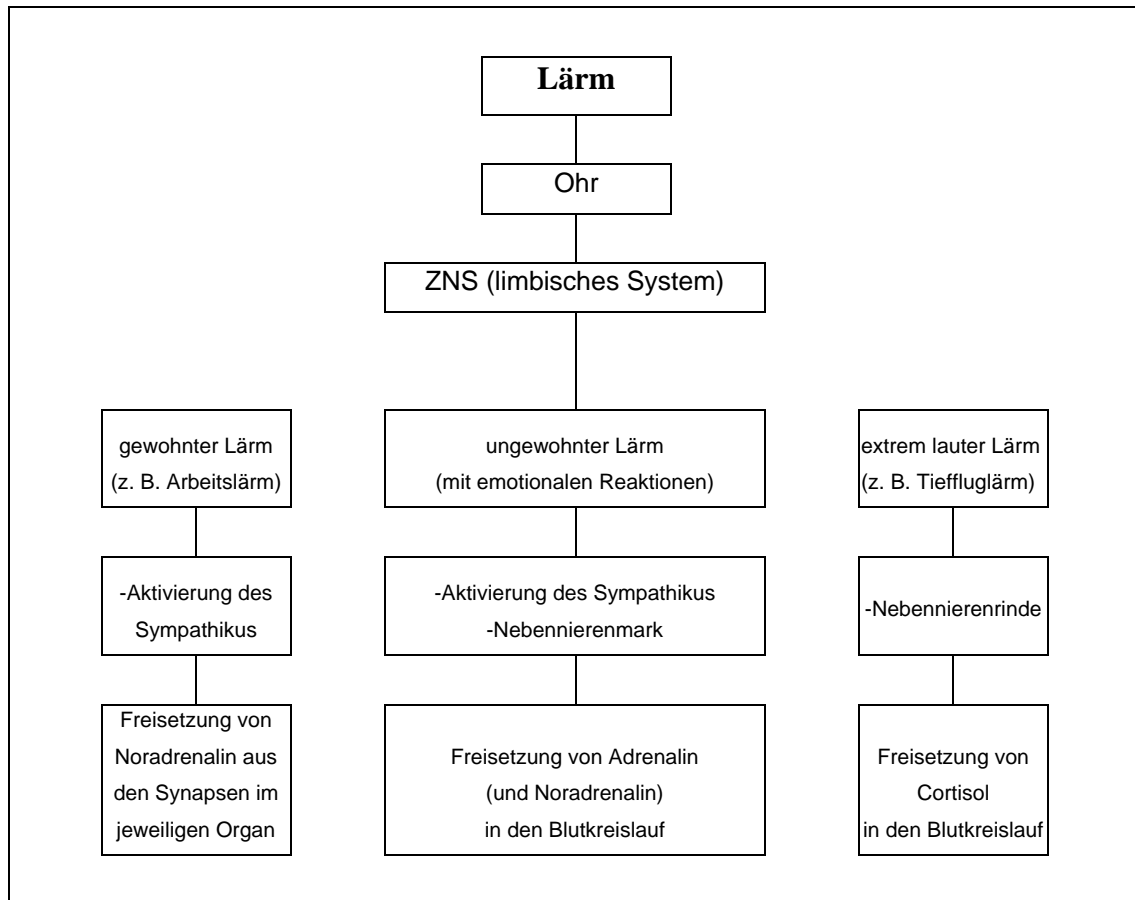 Lärm
Ohr
ZNS (limbisches System)
gewohnter Lärm
(z. B. Arbeitslärm)
ungewohnter Lärm
(mit emotionalen Reaktionen)
extrem lauter Lärm
(z. B. Tieffluglärm)
-Aktivierung des
Sympathikus
-Aktivierung des Sympathikus
-Nebennierenmark
-Nebennierenrinde
Freisetzung von
Noradrenalin aus
den Synapsen im
jeweiligen Organ
Freisetzung von Adrenalin
(und Noradrenalin)
in den Blutkreislauf
Freisetzung von
Cortisol
in den Blutkreislauf